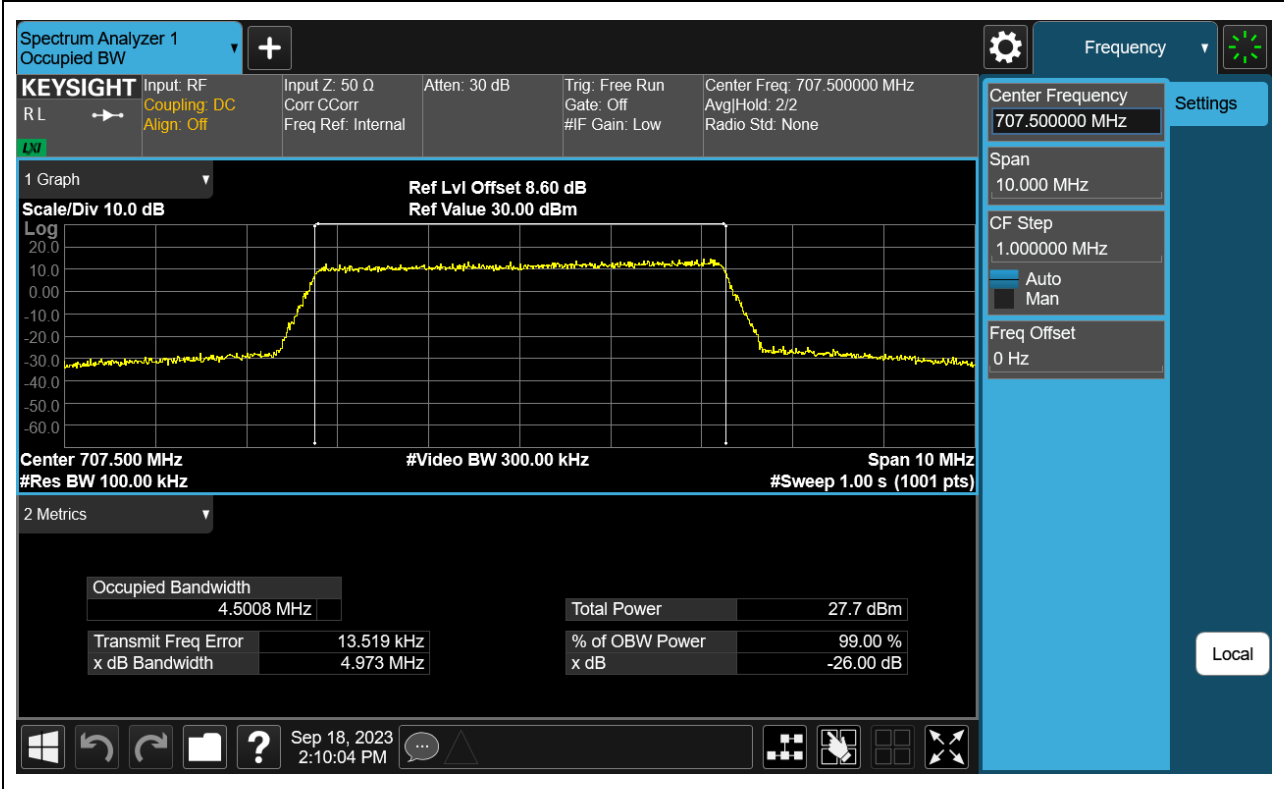 Spectrum Analyzer 1
Occupied BW
Frequency
KEYSIGHT
R L
LXI
Input: RF
Coupling: DC
Align: Off
Input Z: 50 Ω
Corr CCorr
Freq Ref: Internal
Atten: 30 dB
Trig: Free Run
Gate: Off
#IF Gain: Low
Center Freq: 707.500000 MHz
Avg|Hold: 2/2
Radio Std: None
Center Frequency
707.500000 MHz
Settings
Span
10.000 MHz
CF Step
1.000000 MHz
Auto
Man
Freq Offset
0 Hz
Local
1 Graph
Scale/Div 10.0 dB
Ref Lvl Offset 8.60 dB
Ref Value 30.00 dBm
Log
20.0
10.0
0.00
-10.0
-20.0
-30.0
-40.0
-50.0
-60.0
Center 707.500 MHz
#Video BW 300.00 kHz
Span 10 MHz
#Res BW 100.00 kHz
#Sweep 1.00 s (1001 pts)
2 Metrics
Occupied Bandwidth
4.5008 MHz
Total Power 27.7 dBm
Transmit Freq Error 13.519 kHz
% of OBW Power 99.00 %
x dB Bandwidth 4.973 MHz
x dB -26.00 dB
?
Sep 18, 2023
2:10:04 PM